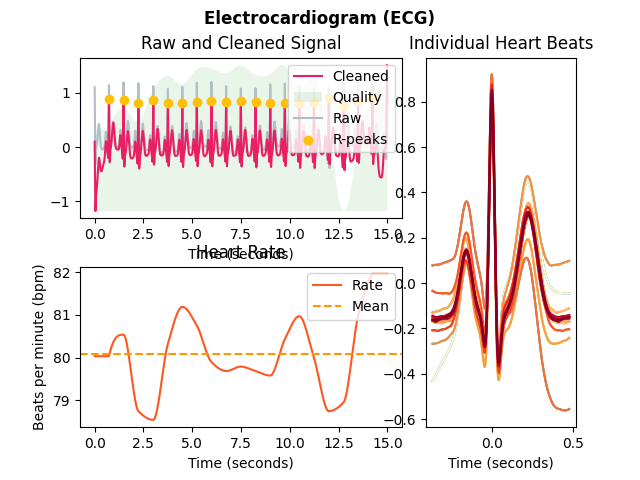 Electrocardiogram (ECG)
Raw and Cleaned Signal
1
0
−1
0.0 2.5 5.0 7.5 10.0 12.5 15.0
Time (seconds)
Cleaned
Quality
Raw
R-peaks
Heart Rate
Beats per minute (bpm)
82
81
80
79
0.0 2.5 5.0 7.5 10.0 12.5 15.0
Time (seconds)
Rate
Mean
Individual Heart Beats
0.8
0.6
0.4
0.2
0.0
−0.2
−0.4
−0.6
0.0 0.5
Time (seconds)